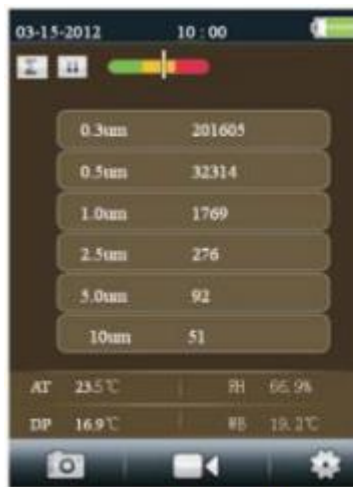 03-15-2012 10:00
Σ
0.3um 201605
0.5um 32314
1.0um 1769
2.5um 276
5.0um 92
10um 51
AT 23.5℃ RH 66.9%
DP 16.9℃ WB 19.2℃